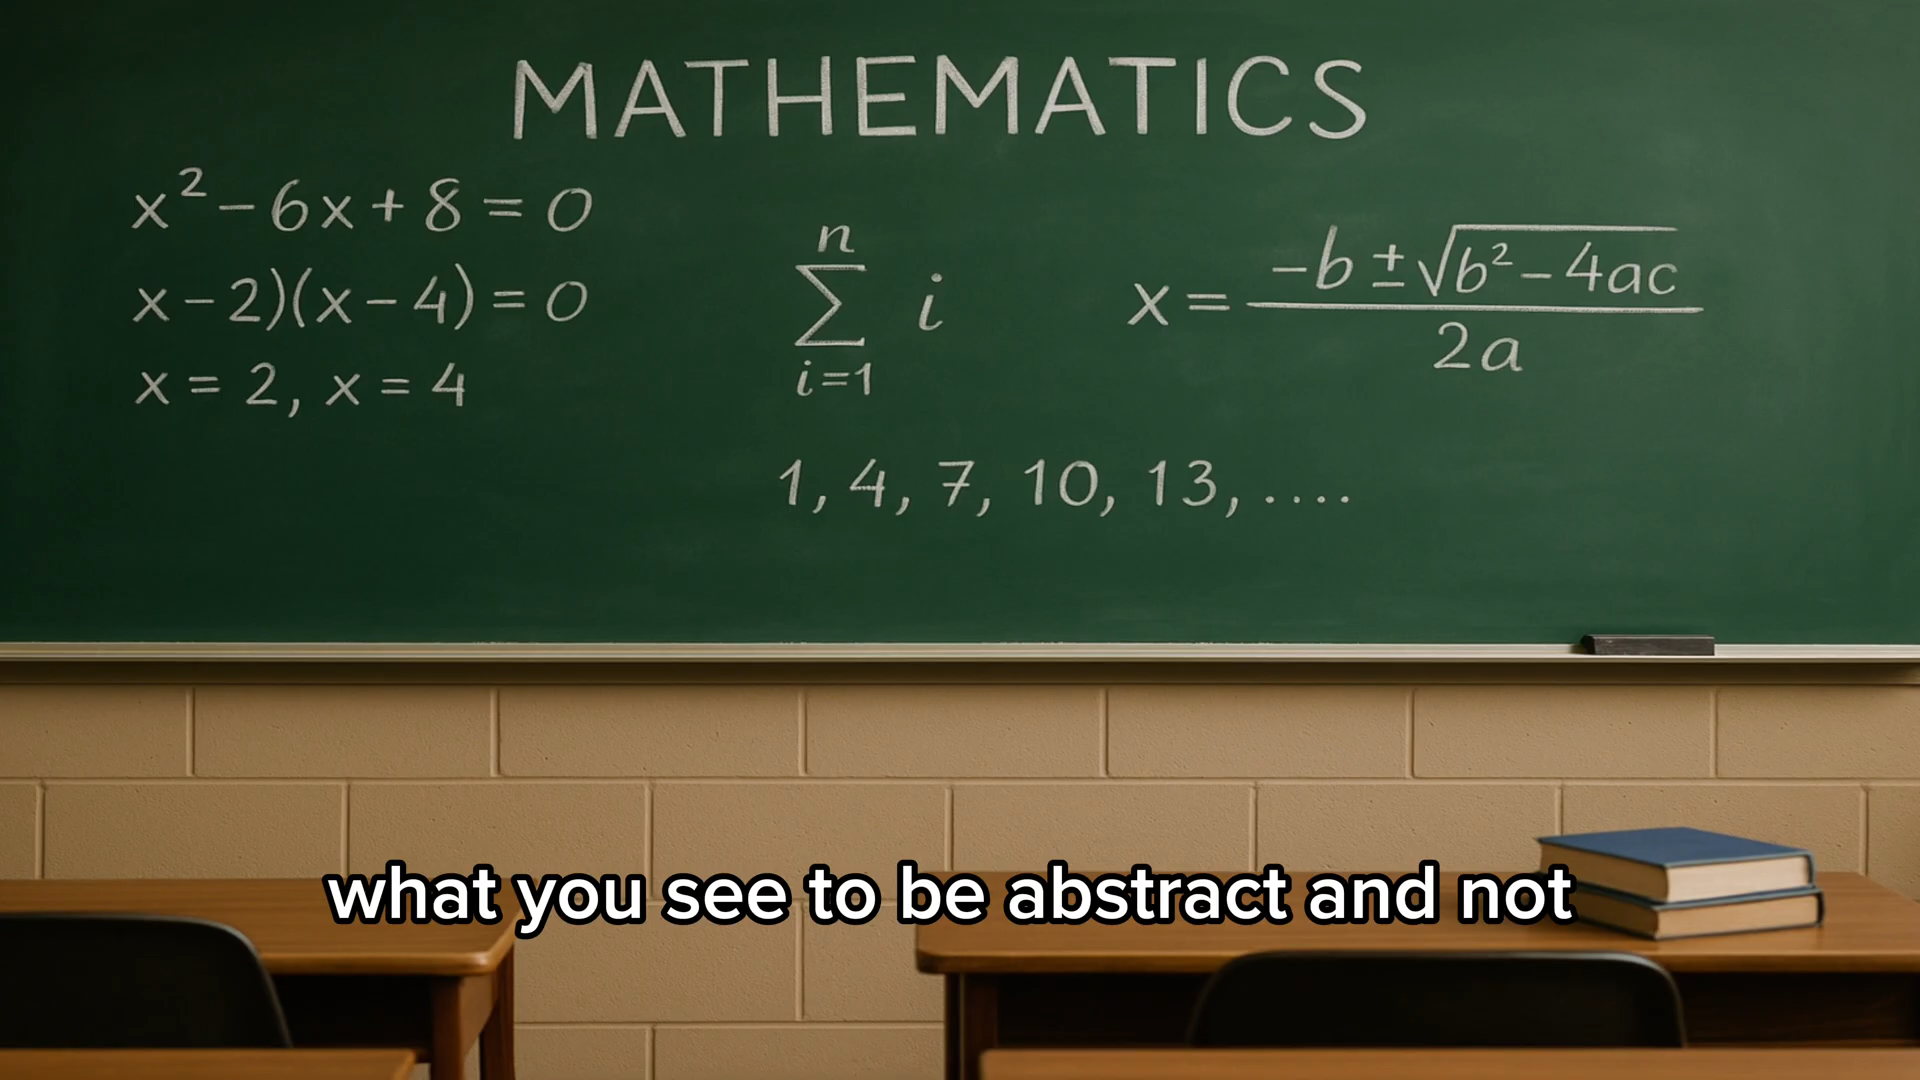 MATHEMATICS
x² – 6x + 8 = 0
x – 2)(x – 4) = 0
x = 2, x = 4
n
∑ i
i=1
x = –b ± √b² – 4ac
2a
1, 4, 7, 10, 13, ....
what you see to be abstract and not